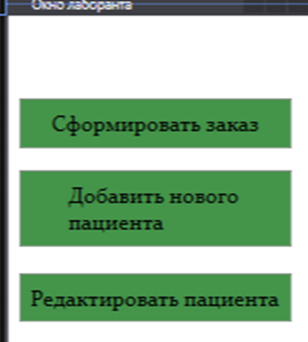 Окно лаборанта
Сформировать заказ
Добавить нового
пациента
Редактировать пациента